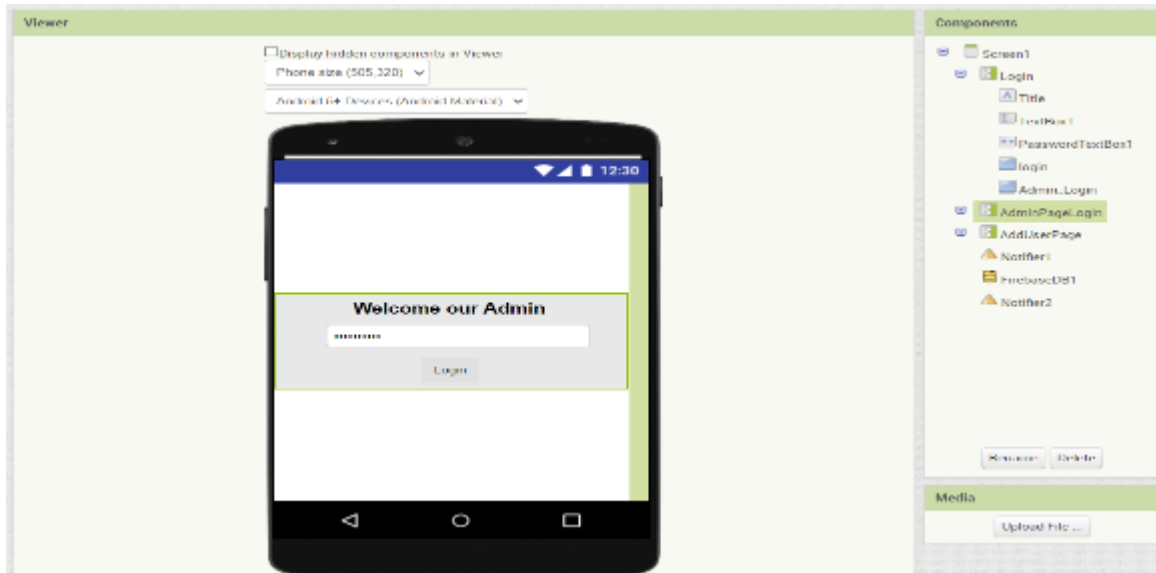 Viewer
Display hidden components in Viewer
Phone size (505,320)
Android 5+ Devices (Android Material)
12:30
Welcome our Admin
Login
Components
Screen1
Login
Title
TextBox1
PasswordTextBox1
login
Admin_Login
AdminPageLogin
AddUserPage
Notifier1
FirebaseDB1
Notifier2
Rename Delete
Media
Upload File ...